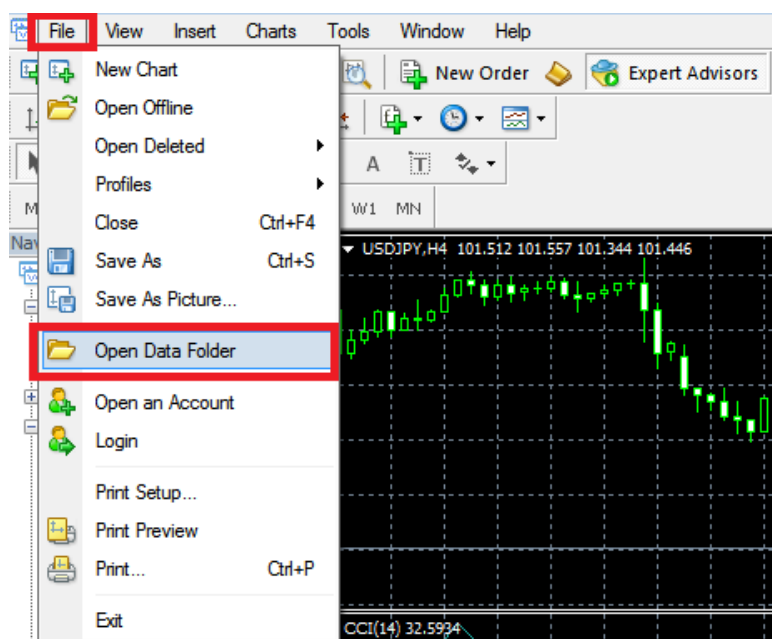 File View Insert Charts Tools Window Help
New Chart
New Order Expert Advisors
Open Offline
Open Deleted
A T
Profiles
M W1 MN
Close Ctrl+F4
Nav
USDJPY,H4 101.512 101.557 101.344 101.446
Save As Ctrl+S
Save As Picture...
Open Data Folder
Open an Account
Login
Print Setup...
Print Preview
Print... Ctrl+P
Exit
CCI(14) 32.5934